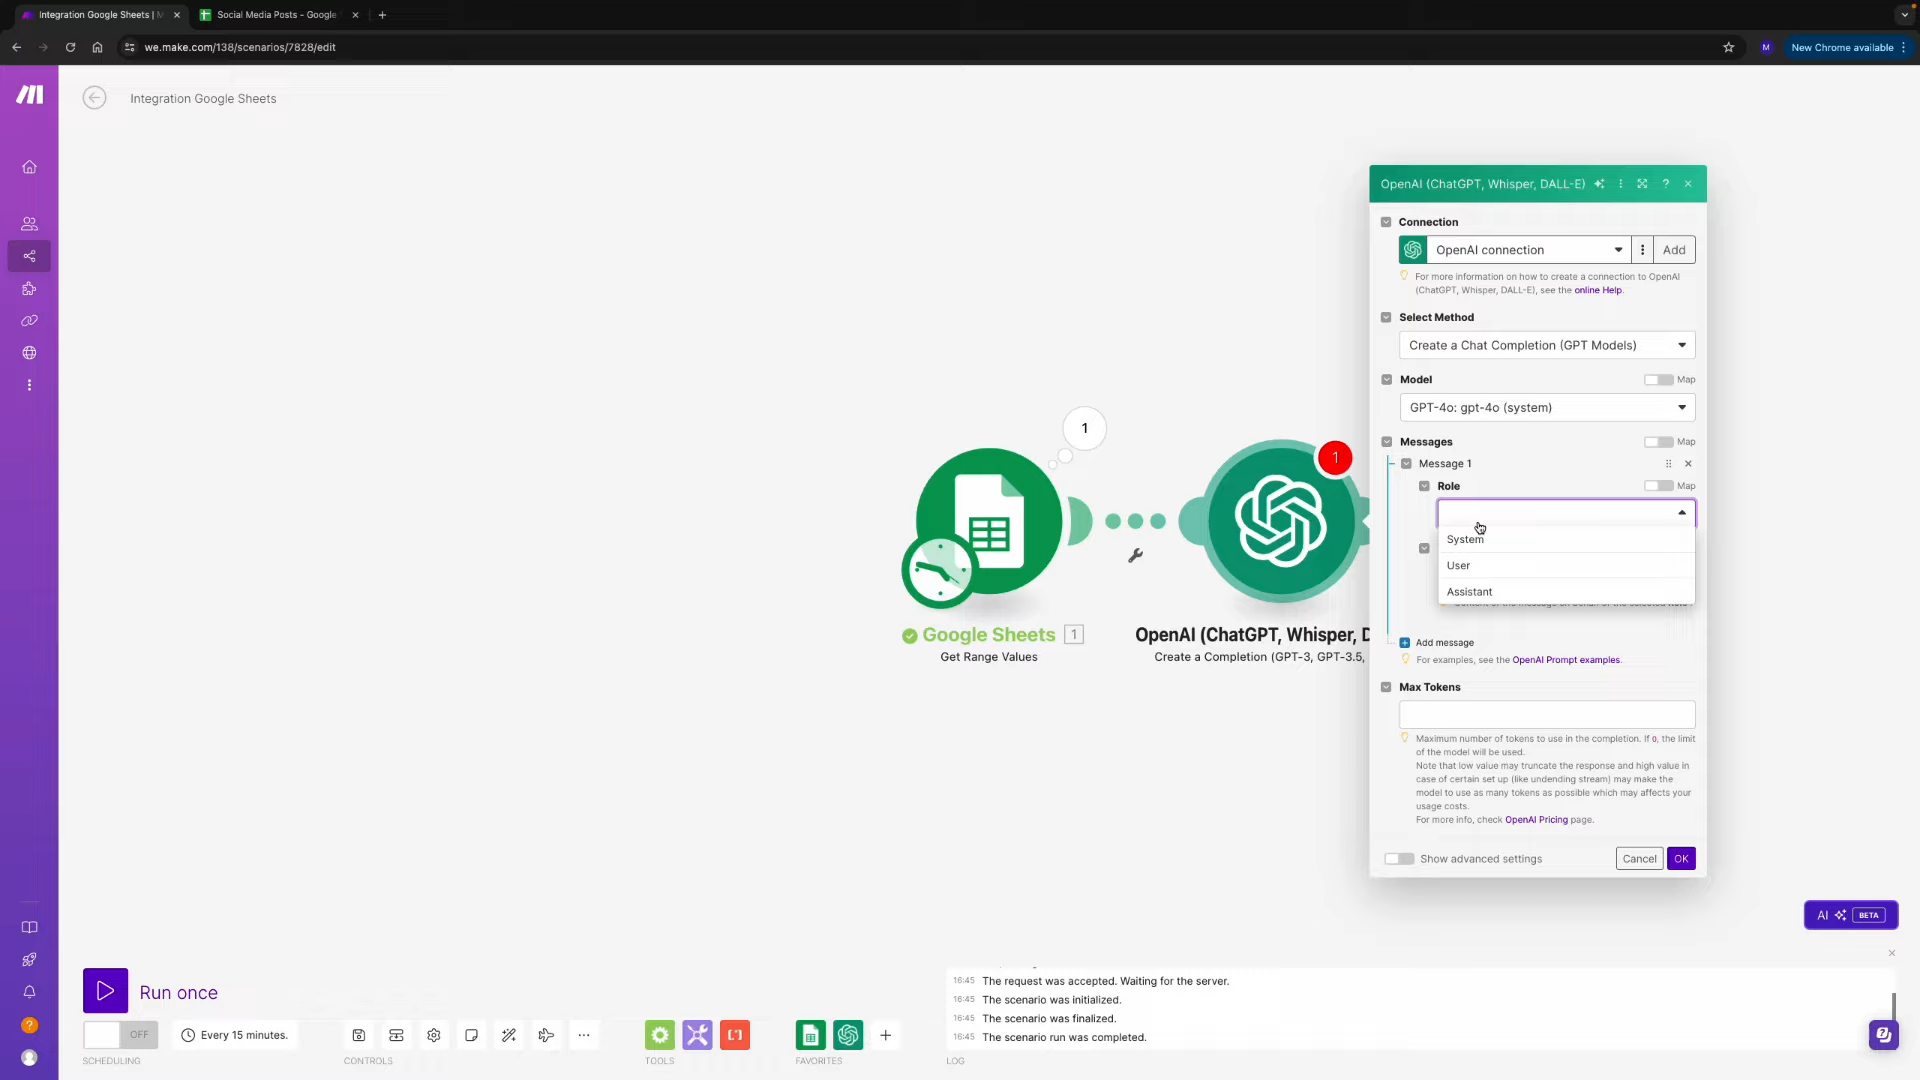 Integration Google Sheets | M
Social Media Posts - Google
we.make.com/138/scenarios/7828/edit
M
New Chrome available
Integration Google Sheets
OpenAI (ChatGPT, Whisper, DALL-E)
?
Connection
OpenAI connection
Add
For more information on how to create a connection to OpenAI
(ChatGPT, Whisper, DALL-E), see the online Help.
Select Method
Create a Chat Completion (GPT Models)
Model
Map
GPT-4o: gpt-4o (system)
Messages
Map
Message 1
Role
Map
System
User
Assistant
Add message
For examples, see the OpenAI Prompt examples.
Max Tokens
Maximum number of tokens to use in the completion. If 0, the limit
of the model will be used.
Note that low value may truncate the response and high value in
case of certain set up (like undending stream) may make the
model to use as many tokens as possible which may affects your
usage costs.
For more info, check OpenAI Pricing page.
Show advanced settings
Cancel
OK
1
1
Google Sheets 1
Get Range Values
OpenAI (ChatGPT, Whisper, D
Create a Completion (GPT-3, GPT-3.5,
AI BETA
Run once
OFF
Every 15 minutes.
SCHEDULING
CONTROLS
TOOLS
FAVORITES
LOG
16:45 The request was accepted. Waiting for the server.
16:45 The scenario was initialized.
16:45 The scenario was finalized.
16:45 The scenario run was completed.